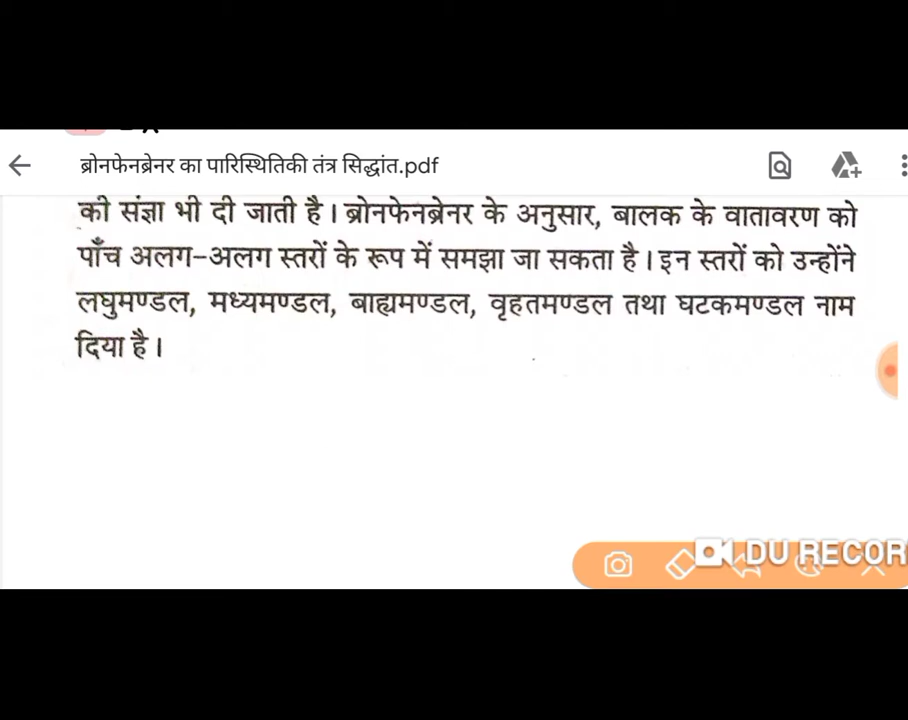 ब्रोनफेनब्रेनर का पारिस्थितिकी तंत्र सिद्धांत.pdf
की संज्ञा भी दी जाती है। ब्रोनफेनब्रेनर के अनुसार, बालक के वातावरण को
पाँच अलग-अलग स्तरों के रूप में समझा जा सकता है। इन स्तरों को उन्होंने
लघुमण्डल, मध्यमण्डल, बाह्यमण्डल, वृहतमण्डल तथा घटकमण्डल नाम
दिया है।
DU RECOR